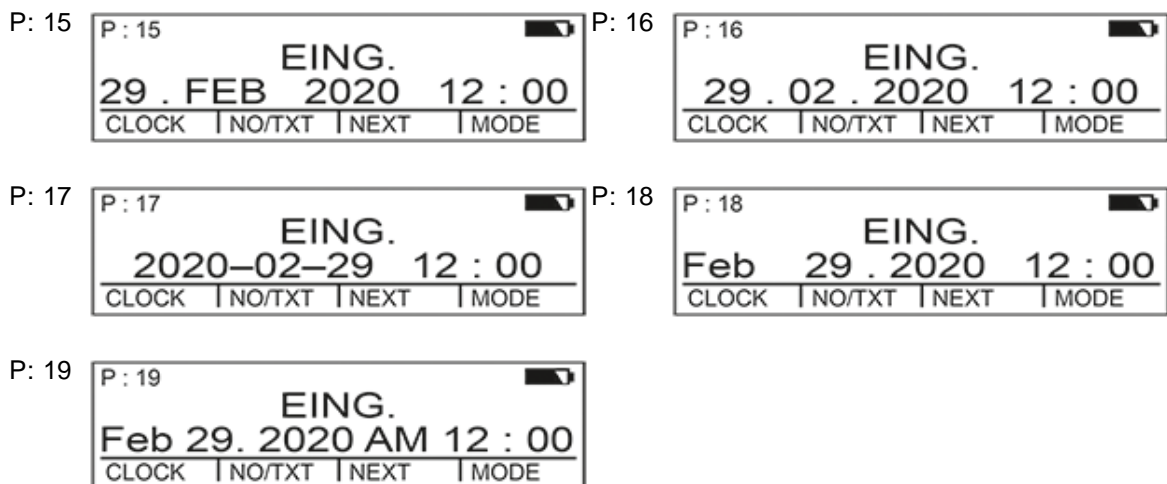 P: 15
P : 15
EING.
29 . FEB 2020 12 : 00
CLOCK NO/TXT NEXT MODE
P: 16
P : 16
EING.
29 . 02 . 2020 12 : 00
CLOCK NO/TXT NEXT MODE
P: 17
P : 17
EING.
2020–02–29 12 : 00
CLOCK NO/TXT NEXT MODE
P: 18
P : 18
EING.
Feb 29 . 2020 12 : 00
CLOCK NO/TXT NEXT MODE
P: 19
P : 19
EING.
Feb 29. 2020 AM 12 : 00
CLOCK NO/TXT NEXT MODE